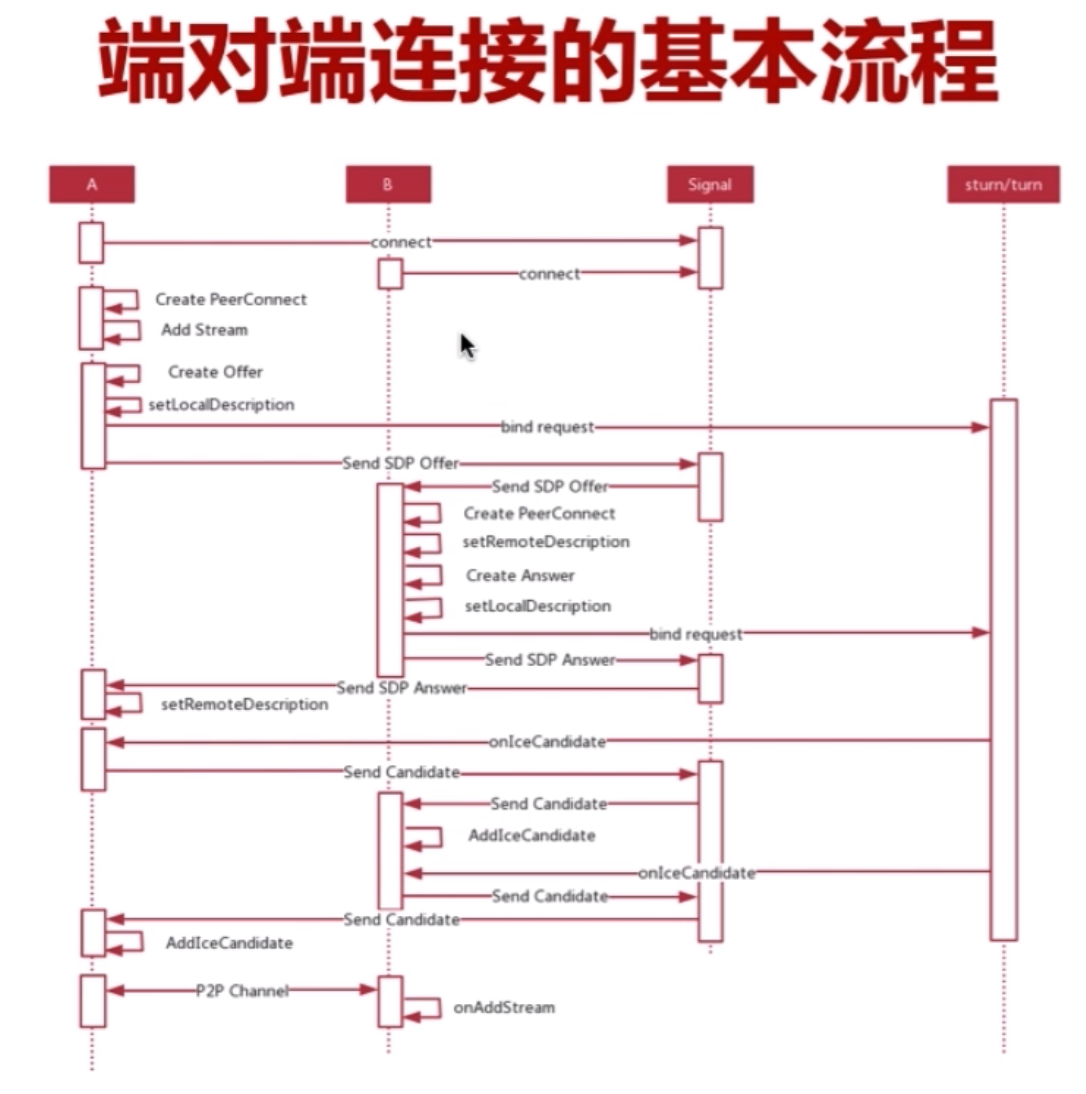 端对端连接的基本流程
A B Signal sturn/turn
connect
connect
Create PeerConnect
Add Stream
Create Offer
setLocalDescription
bind request
Send SDP Offer
Send SDP Offer
Create PeerConnect
setRemoteDescription
Create Answer
setLocalDescription
bind request
Send SDP Answer
Send SDP Answer
setRemoteDescription
onIceCandidate
Send Candidate
Send Candidate
AddIceCandidate
onIceCandidate
Send Candidate
Send Candidate
AddIceCandidate
P2P Channel
onAddStream